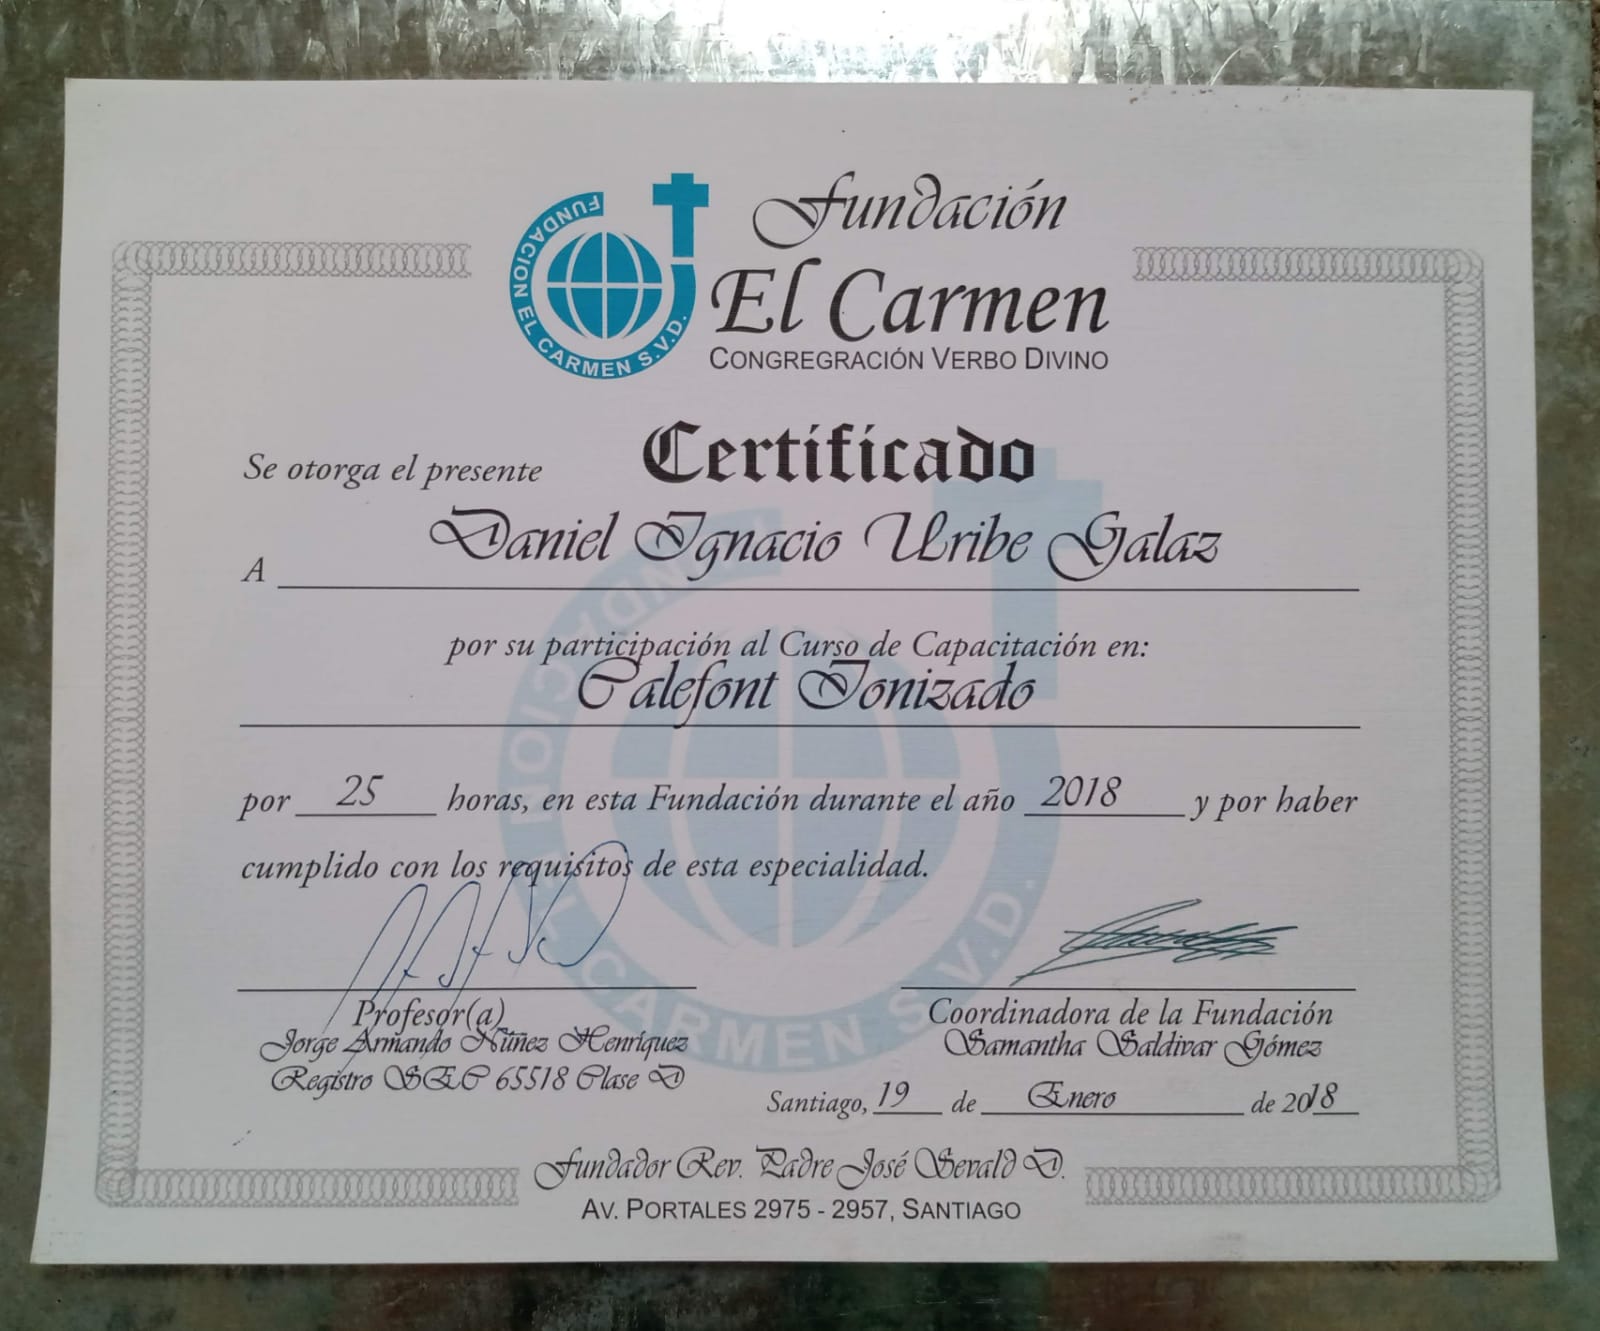 FUNDACION EL CARMEN S.V.D.
Fundación
El Carmen
CONGREGRACIÓN VERBO DIVINO
Se otorga el presente Certificado
A Daniel Ignacio Uribe Galaz
por su participación al Curso de Capacitación en:
Calefont Ionizado
por 25 horas, en esta Fundación durante el año 2018 y por haber
cumplido con los requisitos de esta especialidad.
Profesor(a)
Jorge Armando Núñez Henríquez
Registro SEC 65518 Clase D
Coordinadora de la Fundación
Samantha Saldivar Gómez
Santiago, 19 de Enero de 2018
Fundador Rev. Padre José Sevald D.
AV. PORTALES 2975 - 2957, SANTIAGO
FUNDACION EL CARMEN S.V.D.